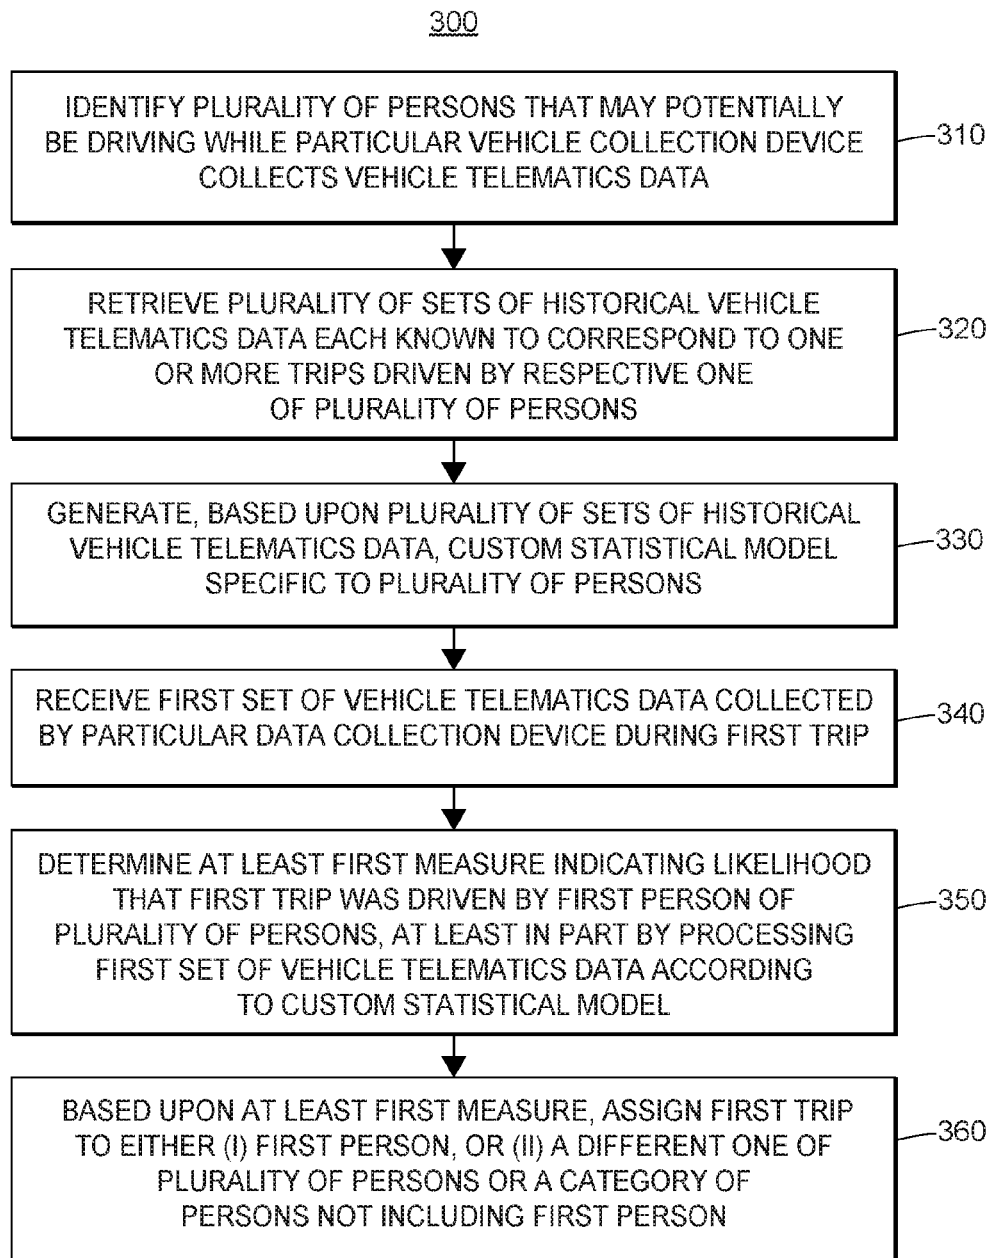 300
IDENTIFY PLURALITY OF PERSONS THAT MAY POTENTIALLY
BE DRIVING WHILE PARTICULAR VEHICLE COLLECTION DEVICE
COLLECTS VEHICLE TELEMATICS DATA
310
RETRIEVE PLURALITY OF SETS OF HISTORICAL VEHICLE
TELEMATICS DATA EACH KNOWN TO CORRESPOND TO ONE
OR MORE TRIPS DRIVEN BY RESPECTIVE ONE
OF PLURALITY OF PERSONS
320
GENERATE, BASED UPON PLURALITY OF SETS OF HISTORICAL
VEHICLE TELEMATICS DATA, CUSTOM STATISTICAL MODEL
SPECIFIC TO PLURALITY OF PERSONS
330
RECEIVE FIRST SET OF VEHICLE TELEMATICS DATA COLLECTED
BY PARTICULAR DATA COLLECTION DEVICE DURING FIRST TRIP
340
DETERMINE AT LEAST FIRST MEASURE INDICATING LIKELIHOOD
THAT FIRST TRIP WAS DRIVEN BY FIRST PERSON OF
PLURALITY OF PERSONS, AT LEAST IN PART BY PROCESSING
FIRST SET OF VEHICLE TELEMATICS DATA ACCORDING
TO CUSTOM STATISTICAL MODEL
350
BASED UPON AT LEAST FIRST MEASURE, ASSIGN FIRST TRIP
TO EITHER (I) FIRST PERSON, OR (II) A DIFFERENT ONE OF
PLURALITY OF PERSONS OR A CATEGORY OF
PERSONS NOT INCLUDING FIRST PERSON
360